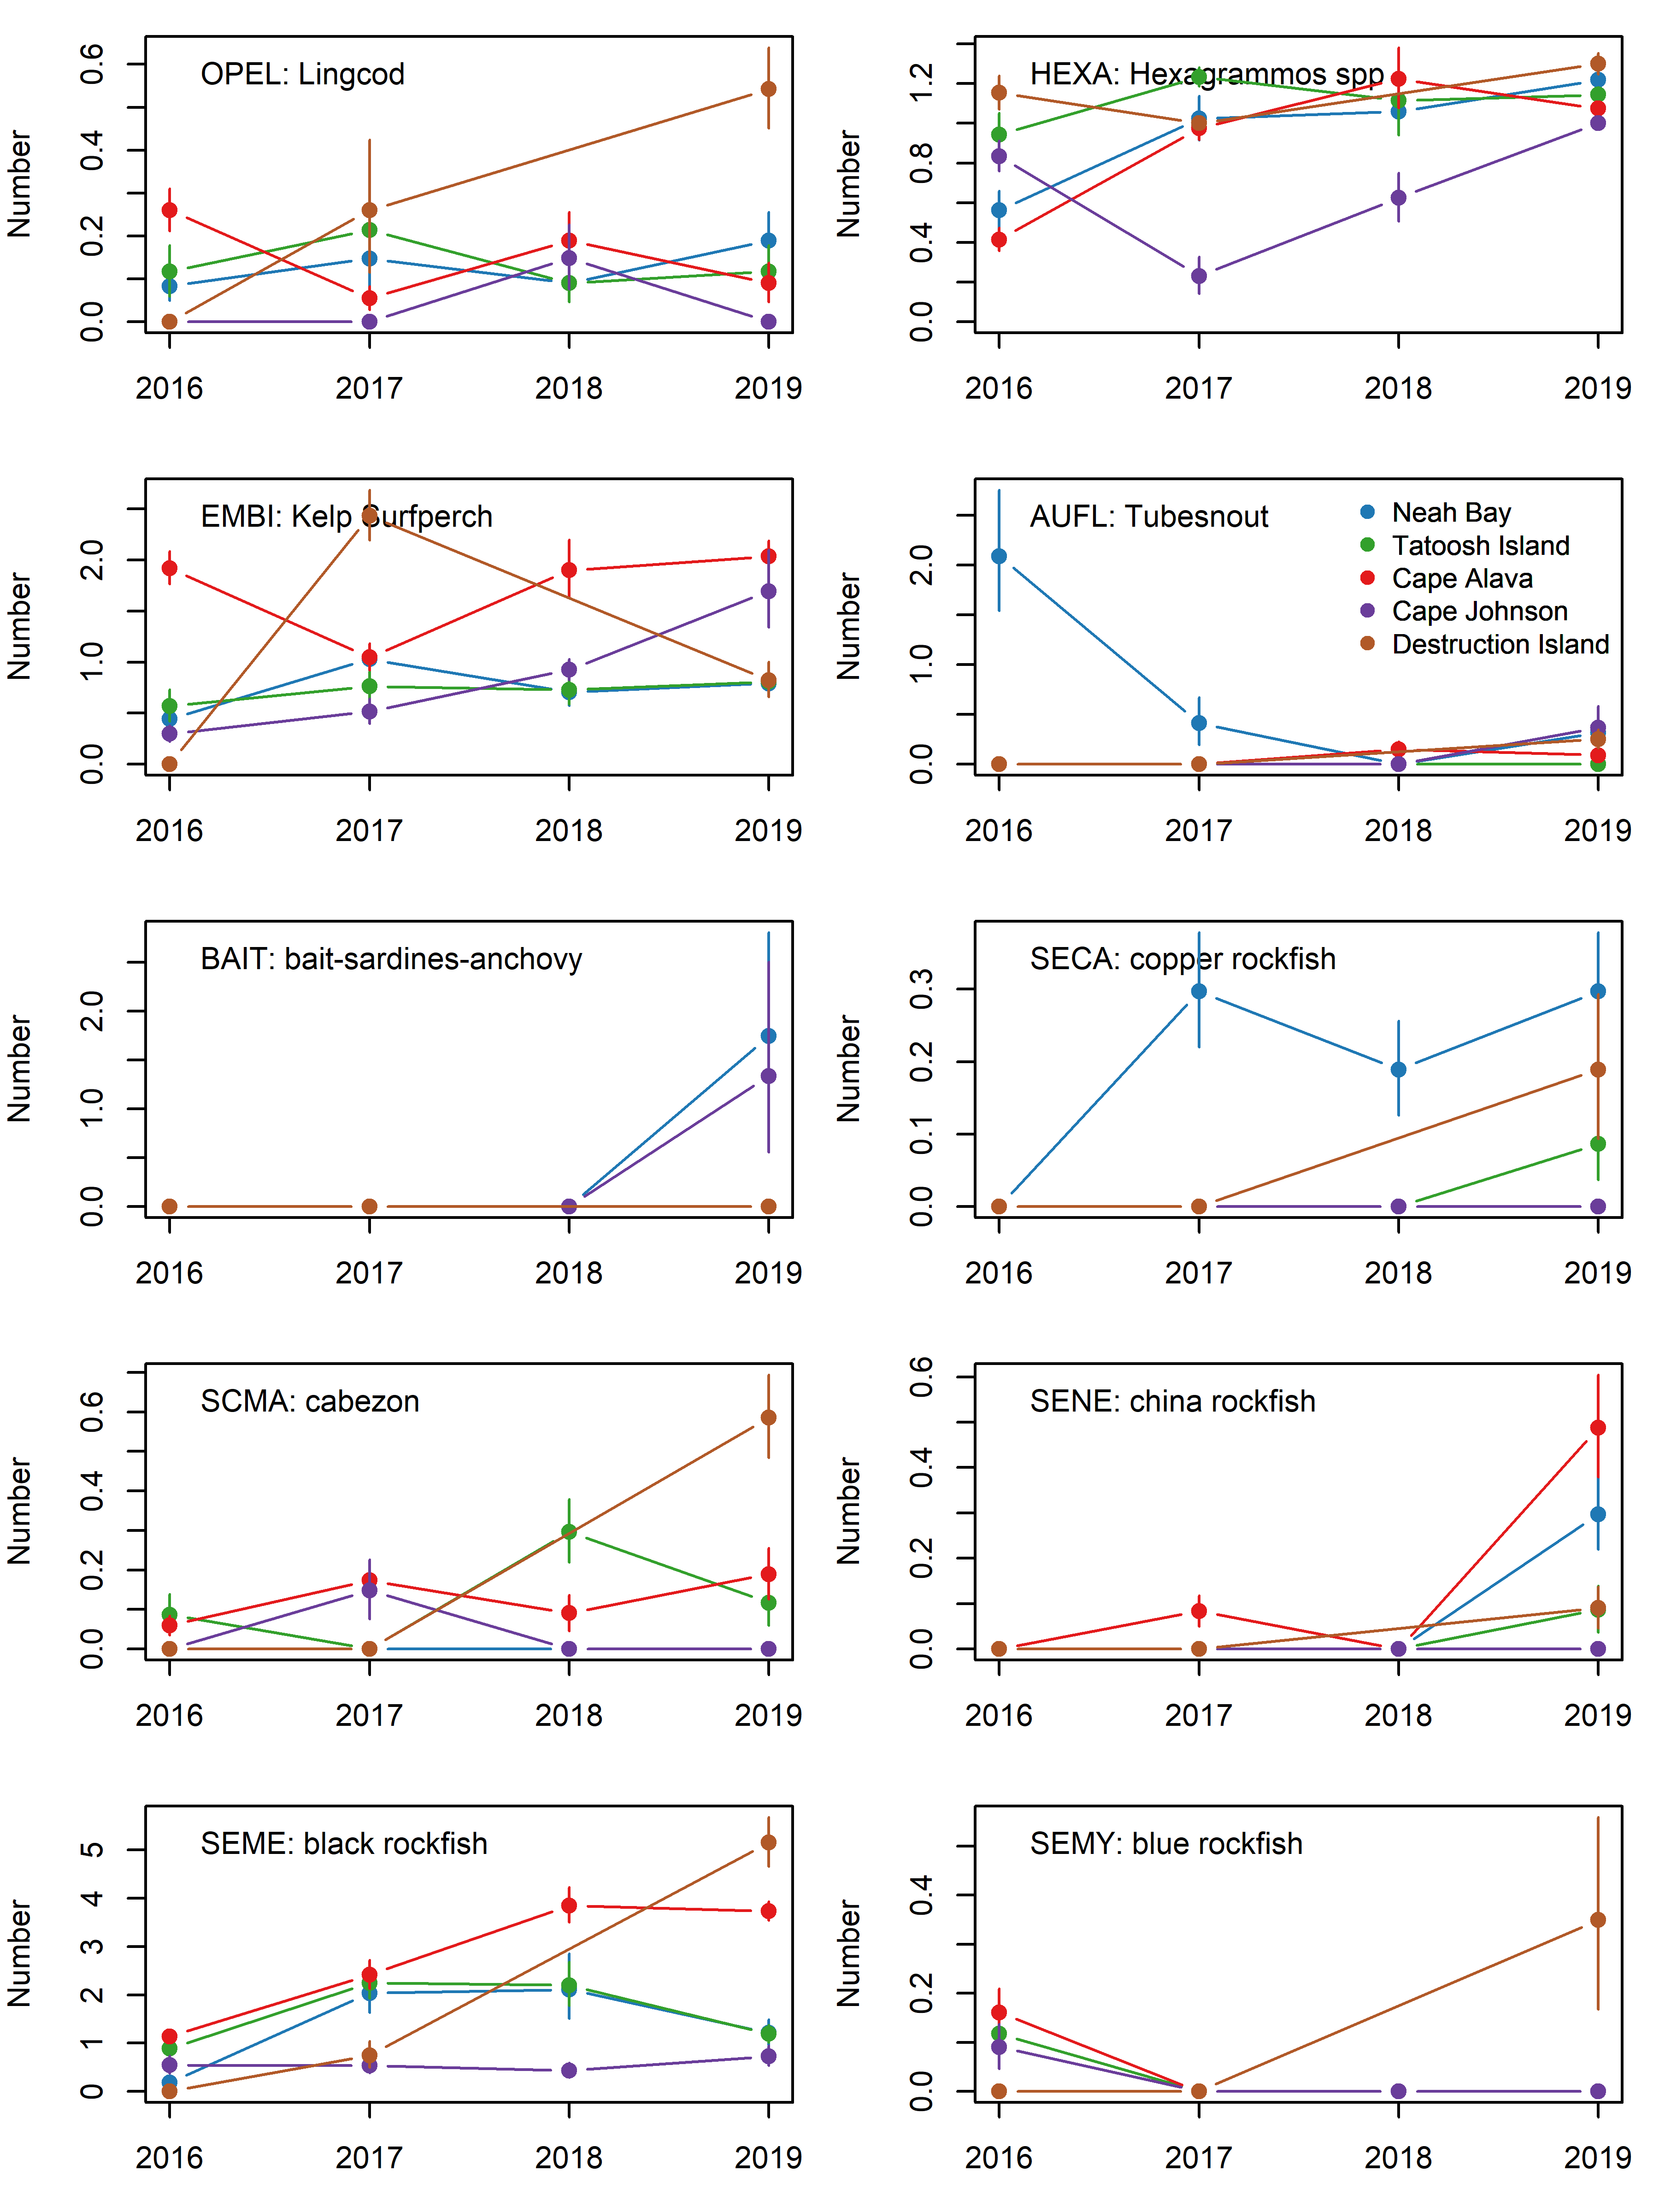 OPEL: Lingcod
Number
0.0 0.2 0.4 0.6
2016 2017 2018 2019
HEXA: Hexagrammos spp
Number
0.0 0.4 0.8 1.2
2016 2017 2018 2019
EMBI: Kelp Surfperch
Number
0.0 1.0 2.0
2016 2017 2018 2019
AUFL: Tubesnout
Number
0.0 1.0 2.0
Neah Bay
Tatoosh Island
Cape Alava
Cape Johnson
Destruction Island
2016 2017 2018 2019
BAIT: bait-sardines-anchovy
Number
0.0 1.0 2.0
2016 2017 2018 2019
SECA: copper rockfish
Number
0.0 0.1 0.2 0.3
2016 2017 2018 2019
SCMA: cabezon
Number
0.0 0.2 0.4 0.6
2016 2017 2018 2019
SENE: china rockfish
Number
0.0 0.2 0.4 0.6
2016 2017 2018 2019
SEME: black rockfish
Number
0 1 2 3 4 5
2016 2017 2018 2019
SEMY: blue rockfish
Number
0.0 0.2 0.4
2016 2017 2018 2019